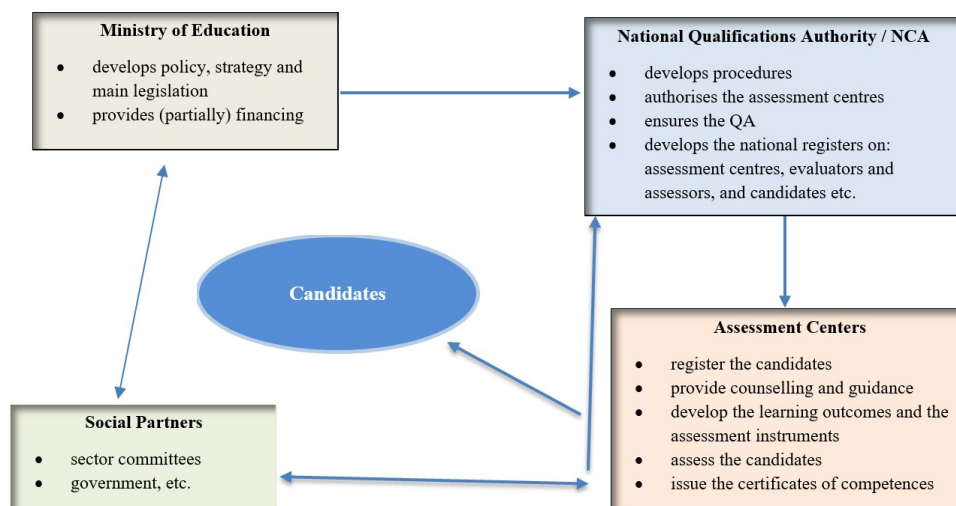 Ministry of Education
• develops policy, strategy and
main legislation
• provides (partially) financing
National Qualifications Authority / NCA
• develops procedures
• authorises the assessment centres
• ensures the QA
• develops the national registers on:
assessment centres, evaluators and
assessors, and candidates etc.
Candidates
Assessment Centers
• register the candidates
• provide counselling and guidance
• develop the learning outcomes and the
assessment instruments
• assess the candidates
• issue the certificates of competences
Social Partners
• sector committees
• government, etc.